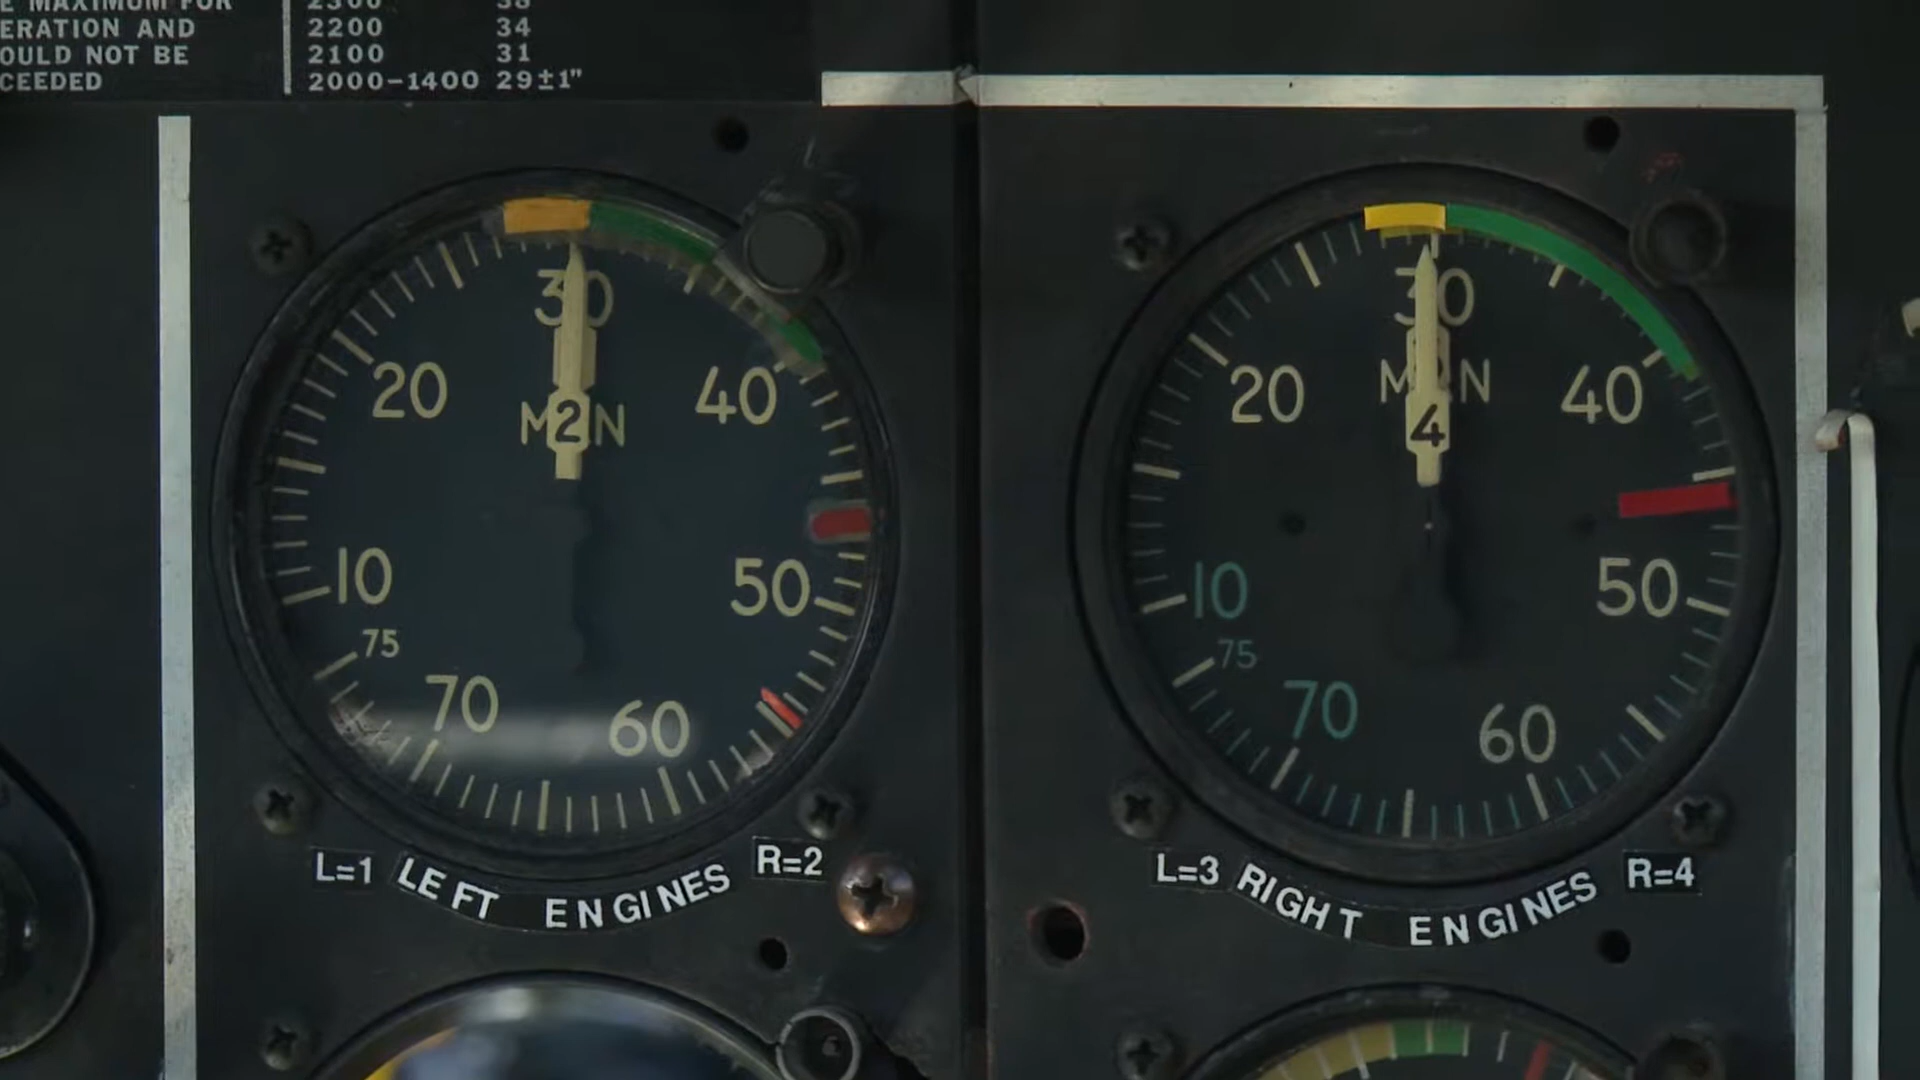 E MAXIMUM FOR
ERATION AND
OULD NOT BE
CEEDED
2300 38
2200 34
2100 31
2000-1400 29±1"
30
20
40
M2N
10
50
75
70
60
L=1 LEFT ENGINES R=2
30
20
40
M N
4
10
50
75
70
60
L=3 RIGHT ENGINES R=4